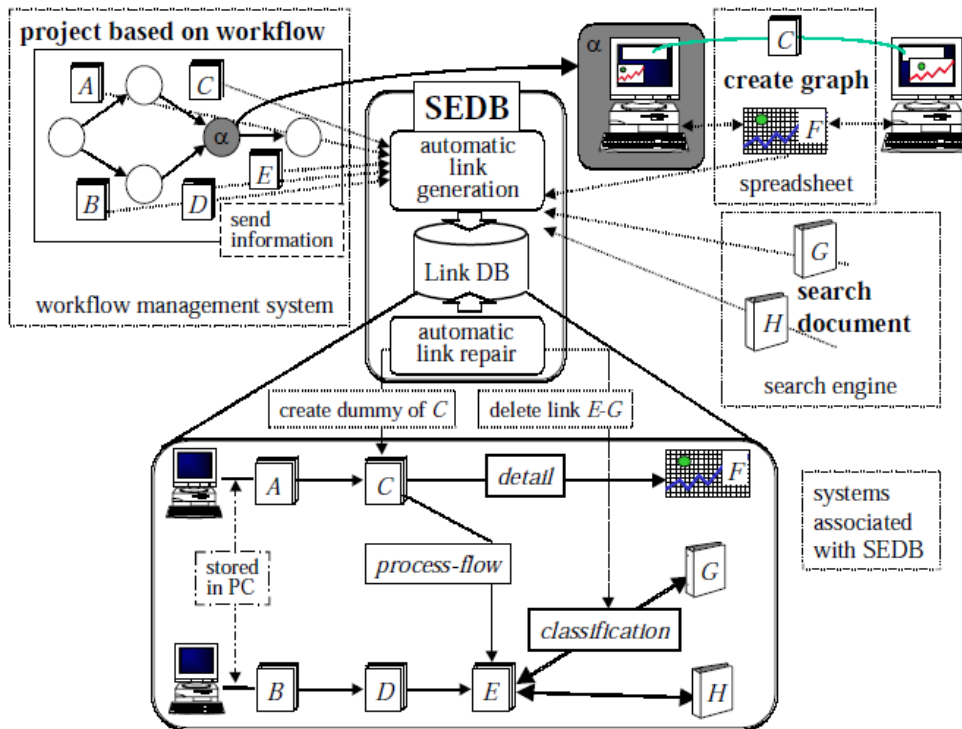 project based on workflow
A
C
α
E
B
D
send
information
workflow management system
SEDB
automatic
link
generation
Link DB
automatic
link repair
α
C
create graph
F
spreadsheet
G
search
H
document
search engine
create dummy of C
delete link E-G
A
C
detail
F
systems
associated
with SEDB
stored
in PC
process-flow
G
classification
B
D
E
H